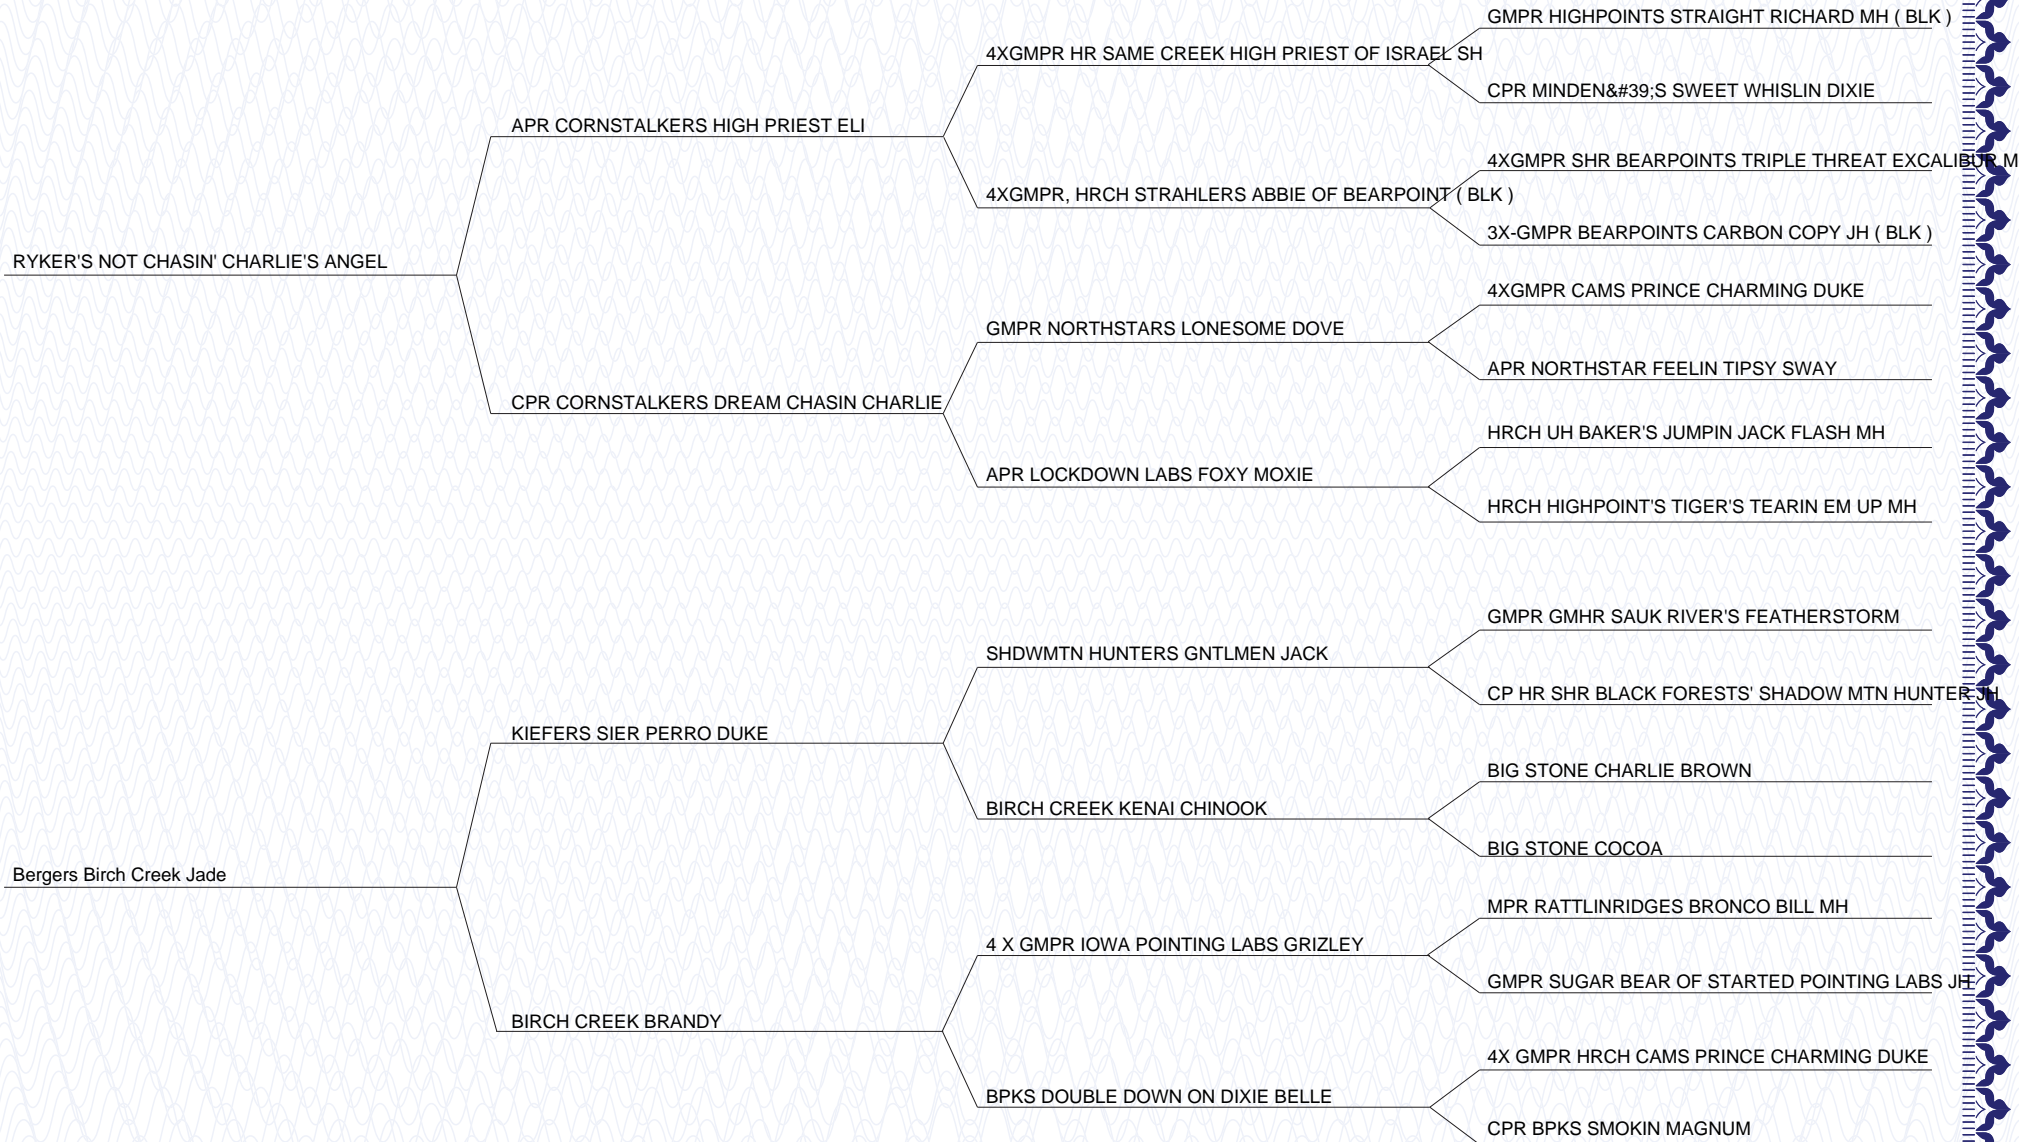 GMPR HIGHPOINTS STRAIGHT RICHARD MH ( BLK )
4XGMPR HR SAME CREEK HIGH PRIEST OF ISRAEL SH
CPR MINDEN&#39;S SWEET WHISLIN DIXIE
APR CORNSTALKERS HIGH PRIEST ELI
4XGMPR SHR BEARPOINTS TRIPLE THREAT EXCALIBUR M
4XGMPR, HRCH STRAHLERS ABBIE OF BEARPOINT ( BLK )
3X-GMPR BEARPOINTS CARBON COPY JH ( BLK )
RYKER'S NOT CHASIN' CHARLIE'S ANGEL
4XGMPR CAMS PRINCE CHARMING DUKE
GMPR NORTHSTARS LONESOME DOVE
APR NORTHSTAR FEELIN TIPSY SWAY
CPR CORNSTALKERS DREAM CHASIN CHARLIE
HRCH UH BAKER'S JUMPIN JACK FLASH MH
APR LOCKDOWN LABS FOXY MOXIE
HRCH HIGHPOINT'S TIGER'S TEARIN EM UP MH
GMPR GMHR SAUK RIVER'S FEATHERSTORM
SHDWMTN HUNTERS GNTLMEN JACK
CP HR SHR BLACK FORESTS' SHADOW MTN HUNTER JH
KIEFERS SIER PERRO DUKE
BIG STONE CHARLIE BROWN
BIRCH CREEK KENAI CHINOOK
BIG STONE COCOA
Bergers Birch Creek Jade
MPR RATTLINRIDGES BRONCO BILL MH
4 X GMPR IOWA POINTING LABS GRIZLEY
GMPR SUGAR BEAR OF STARTED POINTING LABS JH
BIRCH CREEK BRANDY
4X GMPR HRCH CAMS PRINCE CHARMING DUKE
BPKS DOUBLE DOWN ON DIXIE BELLE
CPR BPKS SMOKIN MAGNUM